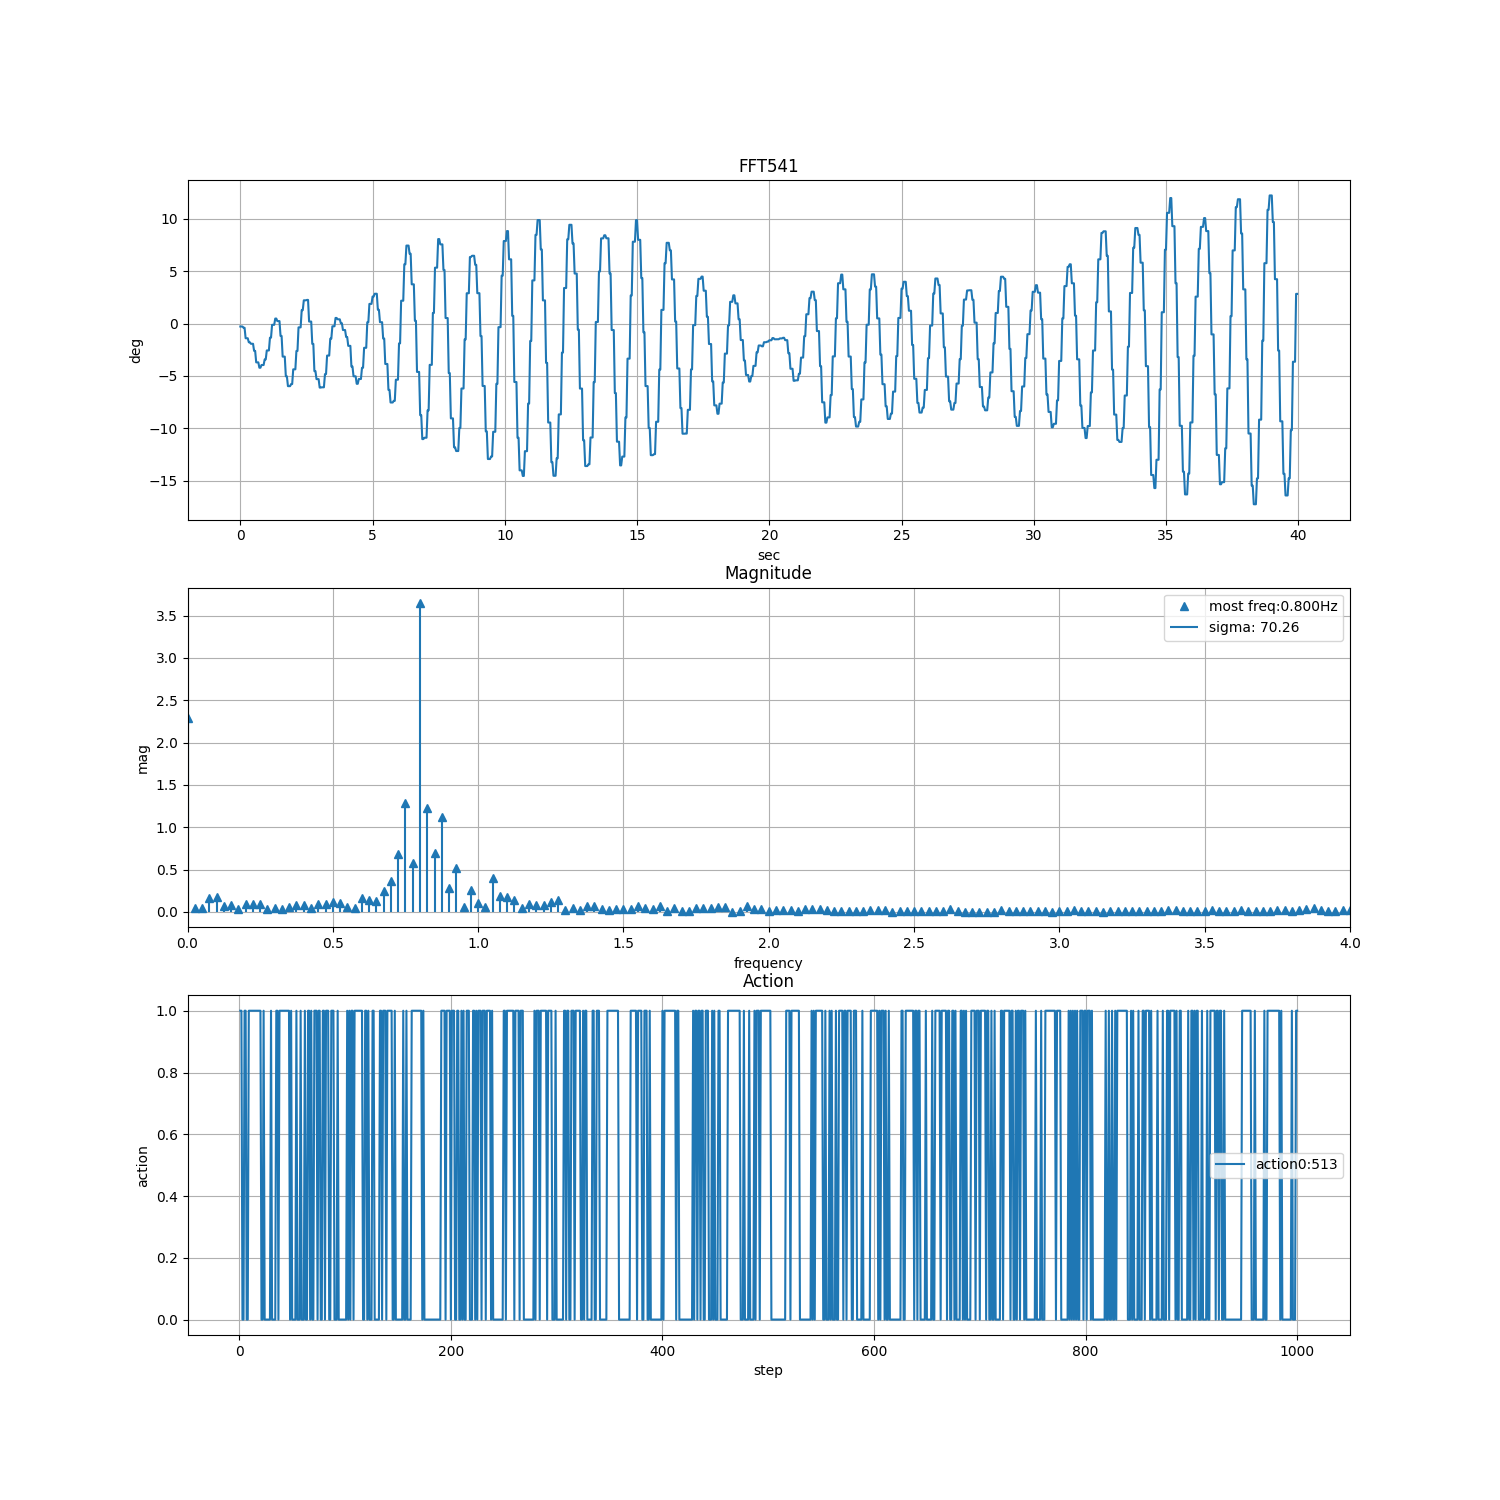 FFT541
10
5
0
−5
−10
−15
deg
0 5 10 15 20 25 30 35 40
sec
Magnitude
most freq:0.800Hz
sigma: 70.26
3.5
3.0
2.5
2.0
1.5
1.0
0.5
0.0
mag
0.0 0.5 1.0 1.5 2.0 2.5 3.0 3.5 4.0
frequency
Action
1.0
0.8
0.6
0.4
0.2
0.0
action
action0:513
0 200 400 600 800 1000
step